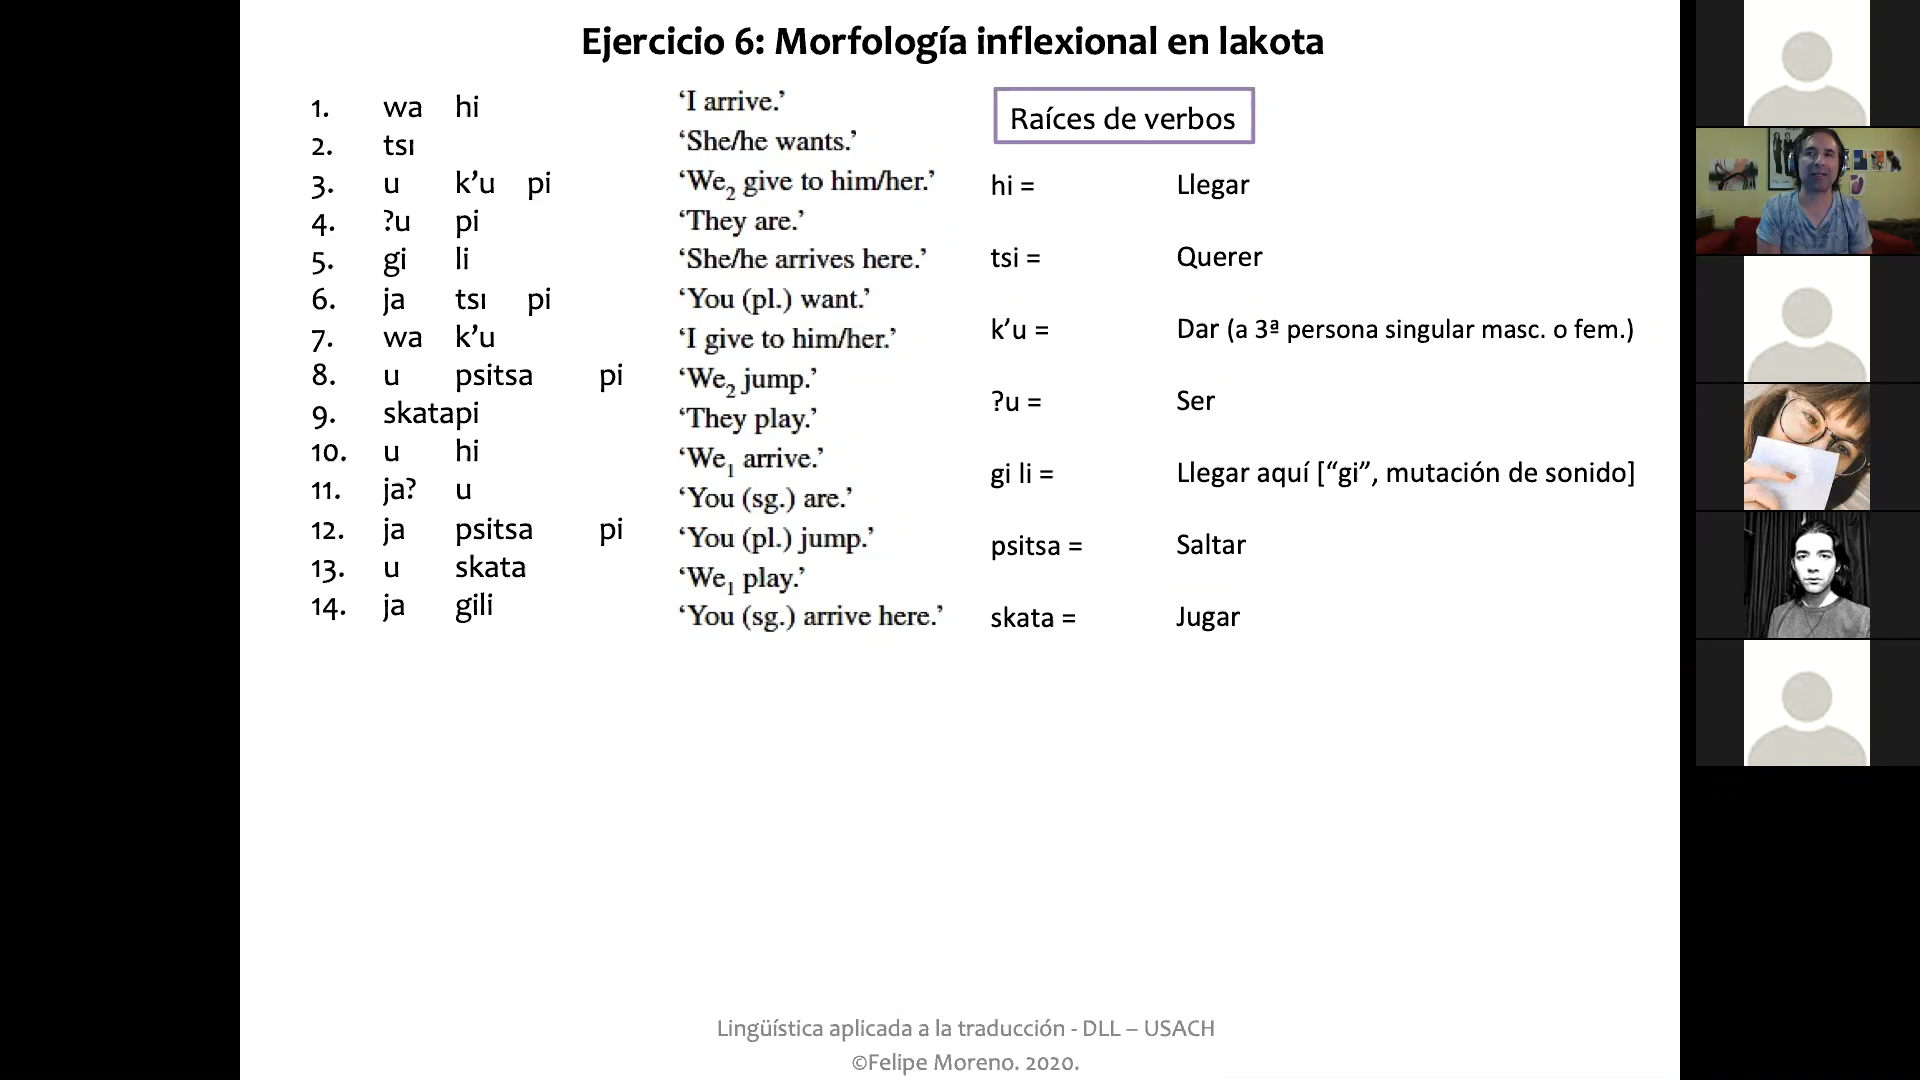 Ejercicio 6: Morfología inflexional en lakota
1. wa hi ‘I arrive.’
2. tsı ‘She/he wants.’
3. u k’u pi ‘We₂ give to him/her.’
4. ?u pi ‘They are.’
5. gi li ‘She/he arrives here.’
6. ja tsı pi ‘You (pl.) want.’
7. wa k’u ‘I give to him/her.’
8. u psitsa pi ‘We₂ jump.’
9. skatapi ‘They play.’
10. u hi ‘We₁ arrive.’
11. ja? u ‘You (sg.) are.’
12. ja psitsa pi ‘You (pl.) jump.’
13. u skata ‘We₁ play.’
14. ja gili ‘You (sg.) arrive here.’
Raíces de verbos
hi = Llegar
tsi = Querer
k’u = Dar (a 3ª persona singular masc. o fem.)
?u = Ser
gi li = Llegar aquí [“gi”, mutación de sonido]
psitsa = Saltar
skata = Jugar
Lingüística aplicada a la traducción - DLL – USACH
©Felipe Moreno. 2020.